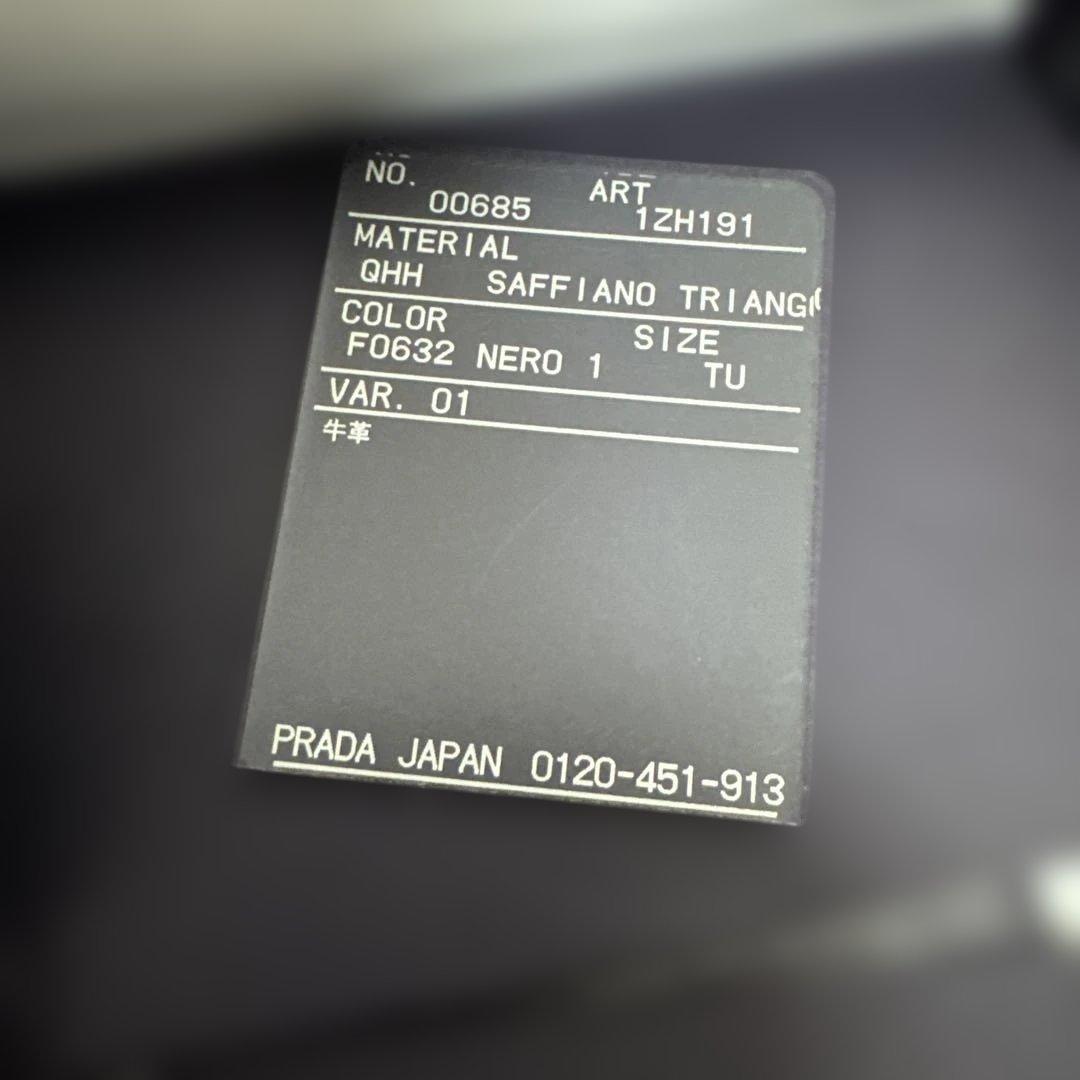 NO. ART
00685 1ZH191
MATERIAL
QHH SAFFIANO TRIANG
COLOR SIZE
F0632 NERO 1 TU
VAR. 01
牛革
PRADA JAPAN 0120-451-913